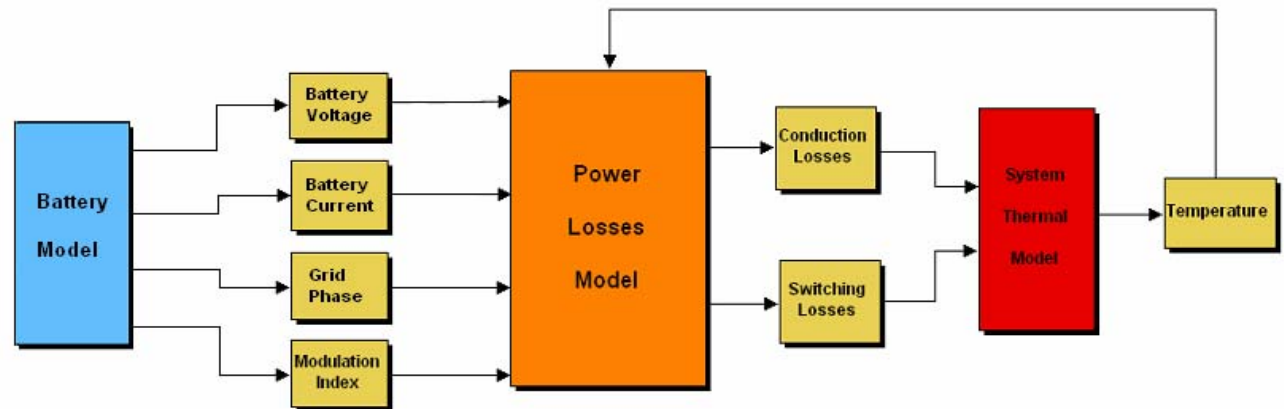 Battery
Model
Battery
Voltage
Battery
Current
Grid
Phase
Modulation
Index
Power
Losses
Model
Conduction
Losses
Switching
Losses
System
Thermal
Model
Temperature